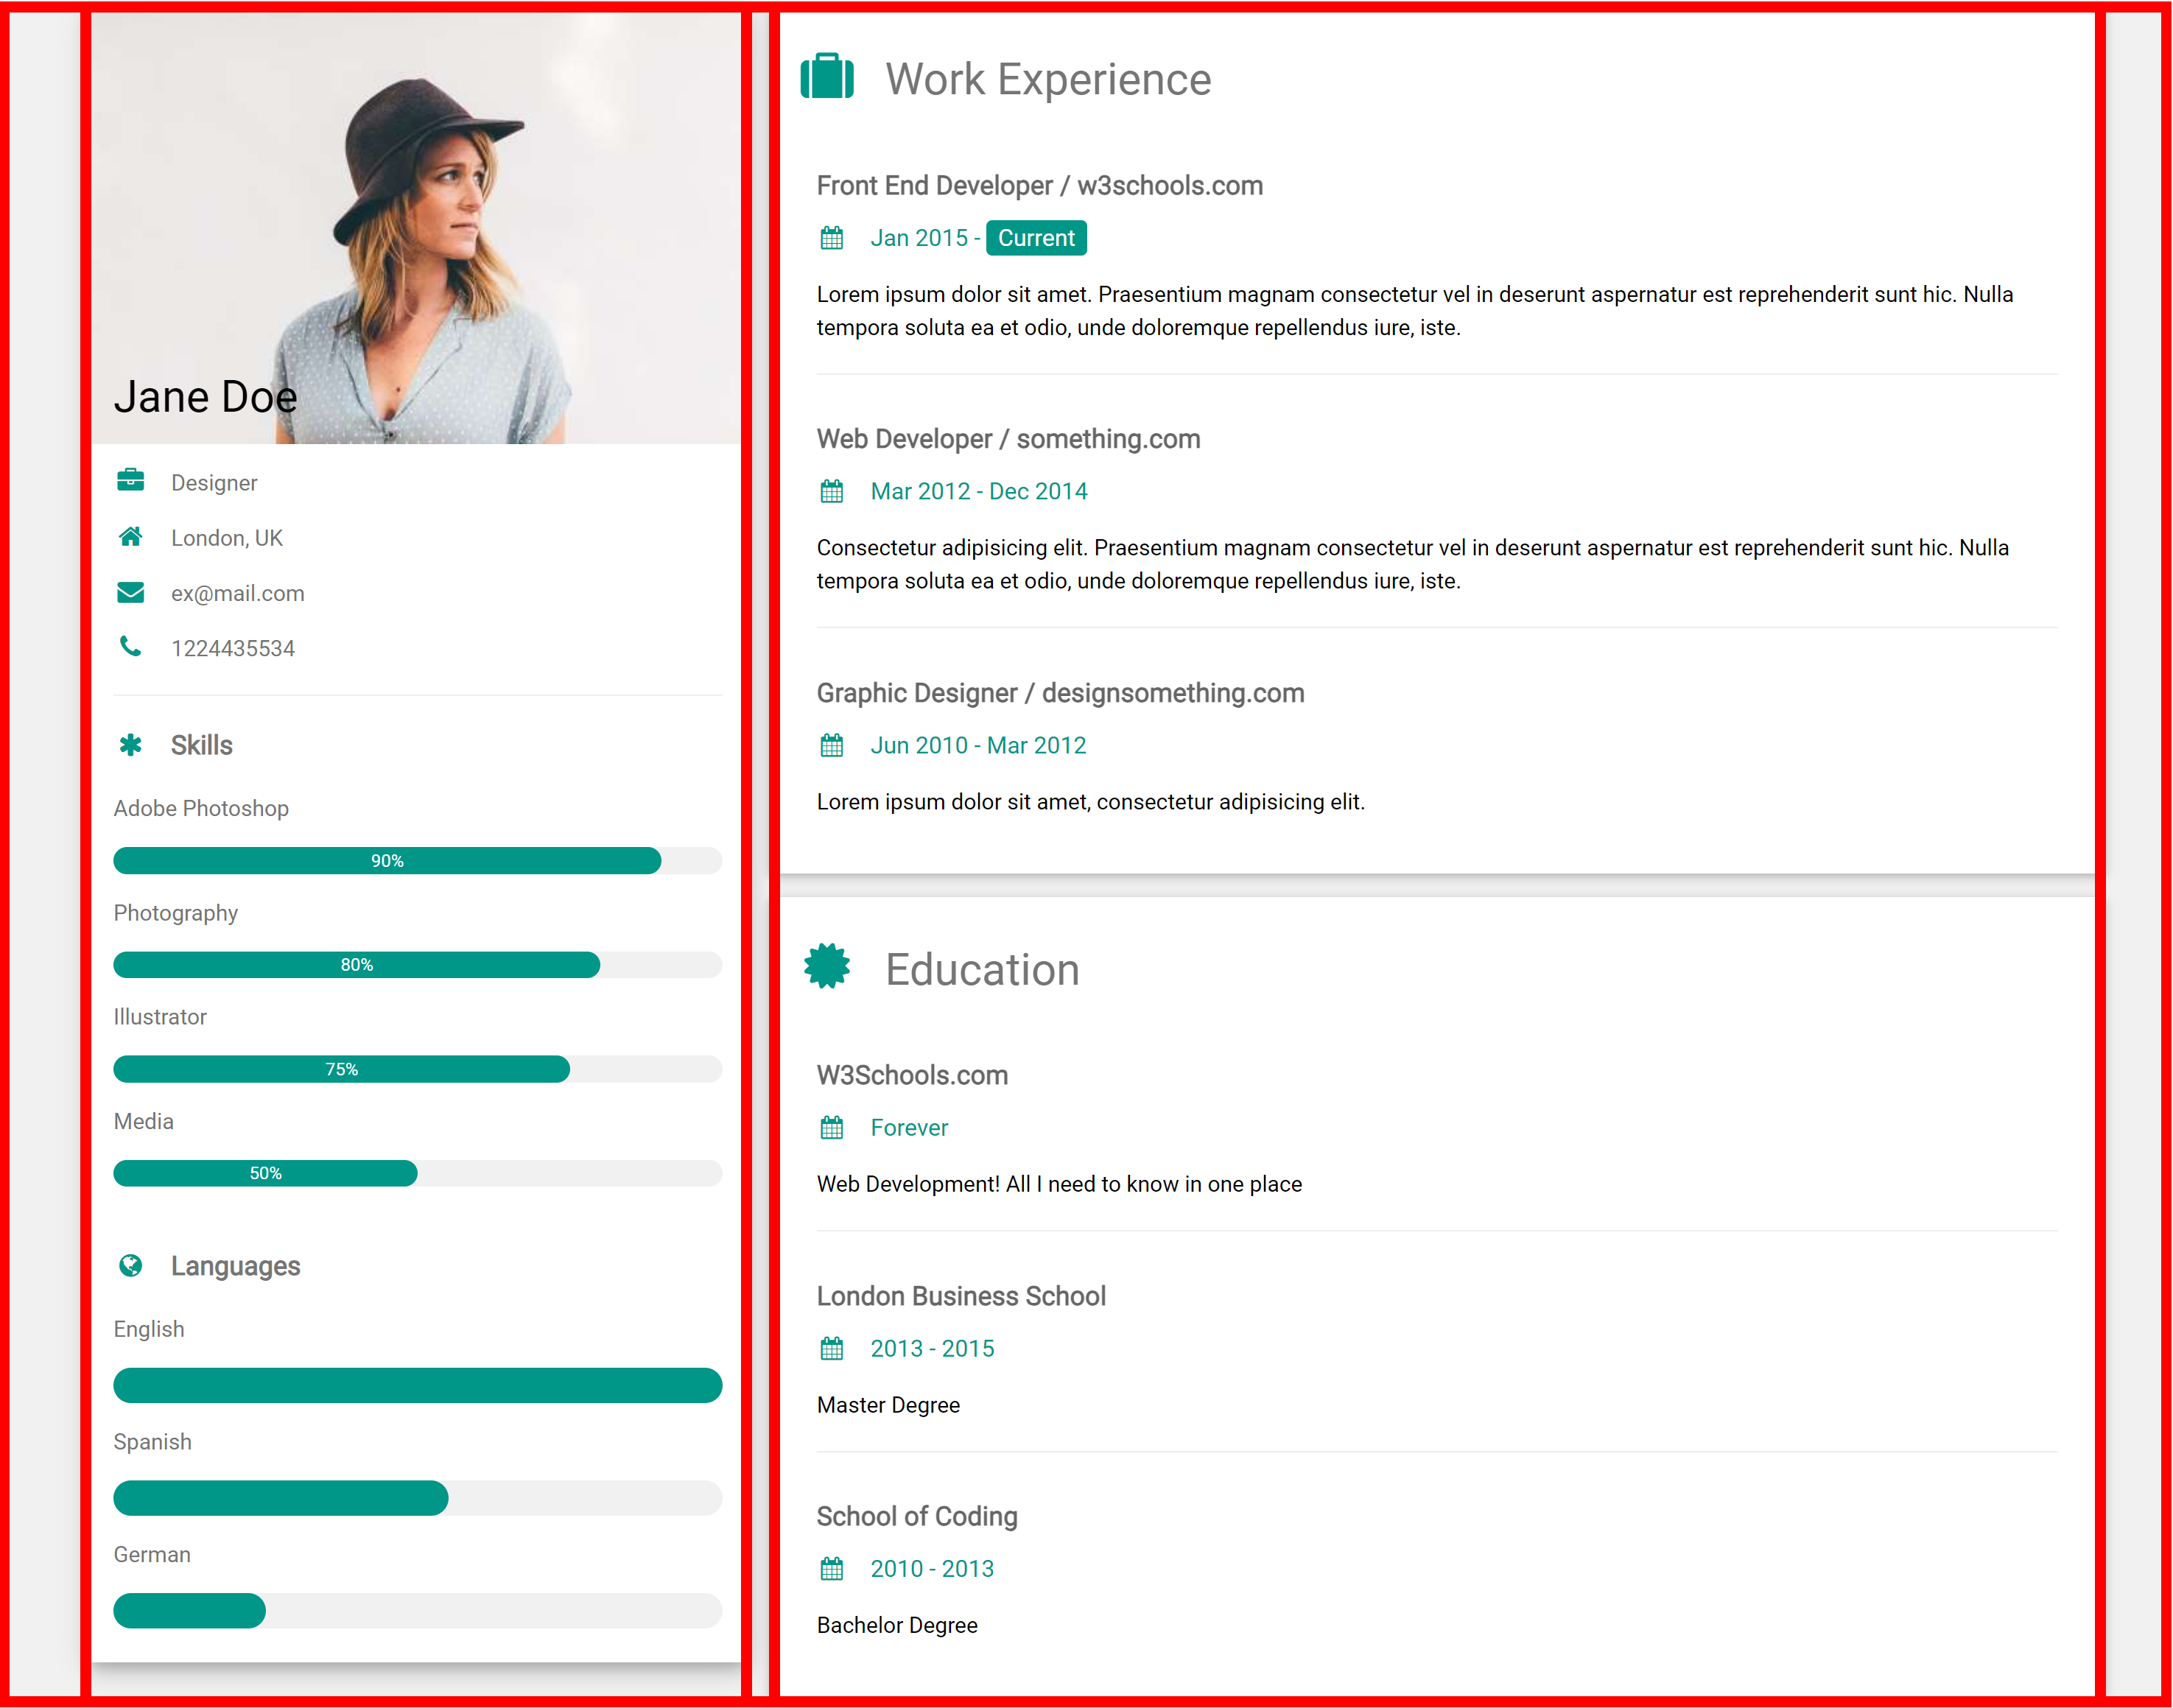 Jane Doe
Designer
London, UK
ex@mail.com
1224435534
Skills
Adobe Photoshop
90%
Photography
80%
Illustrator
75%
Media
50%
Languages
English
Spanish
German
Work Experience
Front End Developer / w3schools.com
Jan 2015 - Current
Lorem ipsum dolor sit amet. Praesentium magnam consectetur vel in deserunt aspernatur est reprehenderit sunt hic. Nulla
tempora soluta ea et odio, unde doloremque repellendus iure, iste.
Web Developer / something.com
Mar 2012 - Dec 2014
Consectetur adipisicing elit. Praesentium magnam consectetur vel in deserunt aspernatur est reprehenderit sunt hic. Nulla
tempora soluta ea et odio, unde doloremque repellendus iure, iste.
Graphic Designer / designsomething.com
Jun 2010 - Mar 2012
Lorem ipsum dolor sit amet, consectetur adipisicing elit.
Education
W3Schools.com
Forever
Web Development! All I need to know in one place
London Business School
2013 - 2015
Master Degree
School of Coding
2010 - 2013
Bachelor Degree